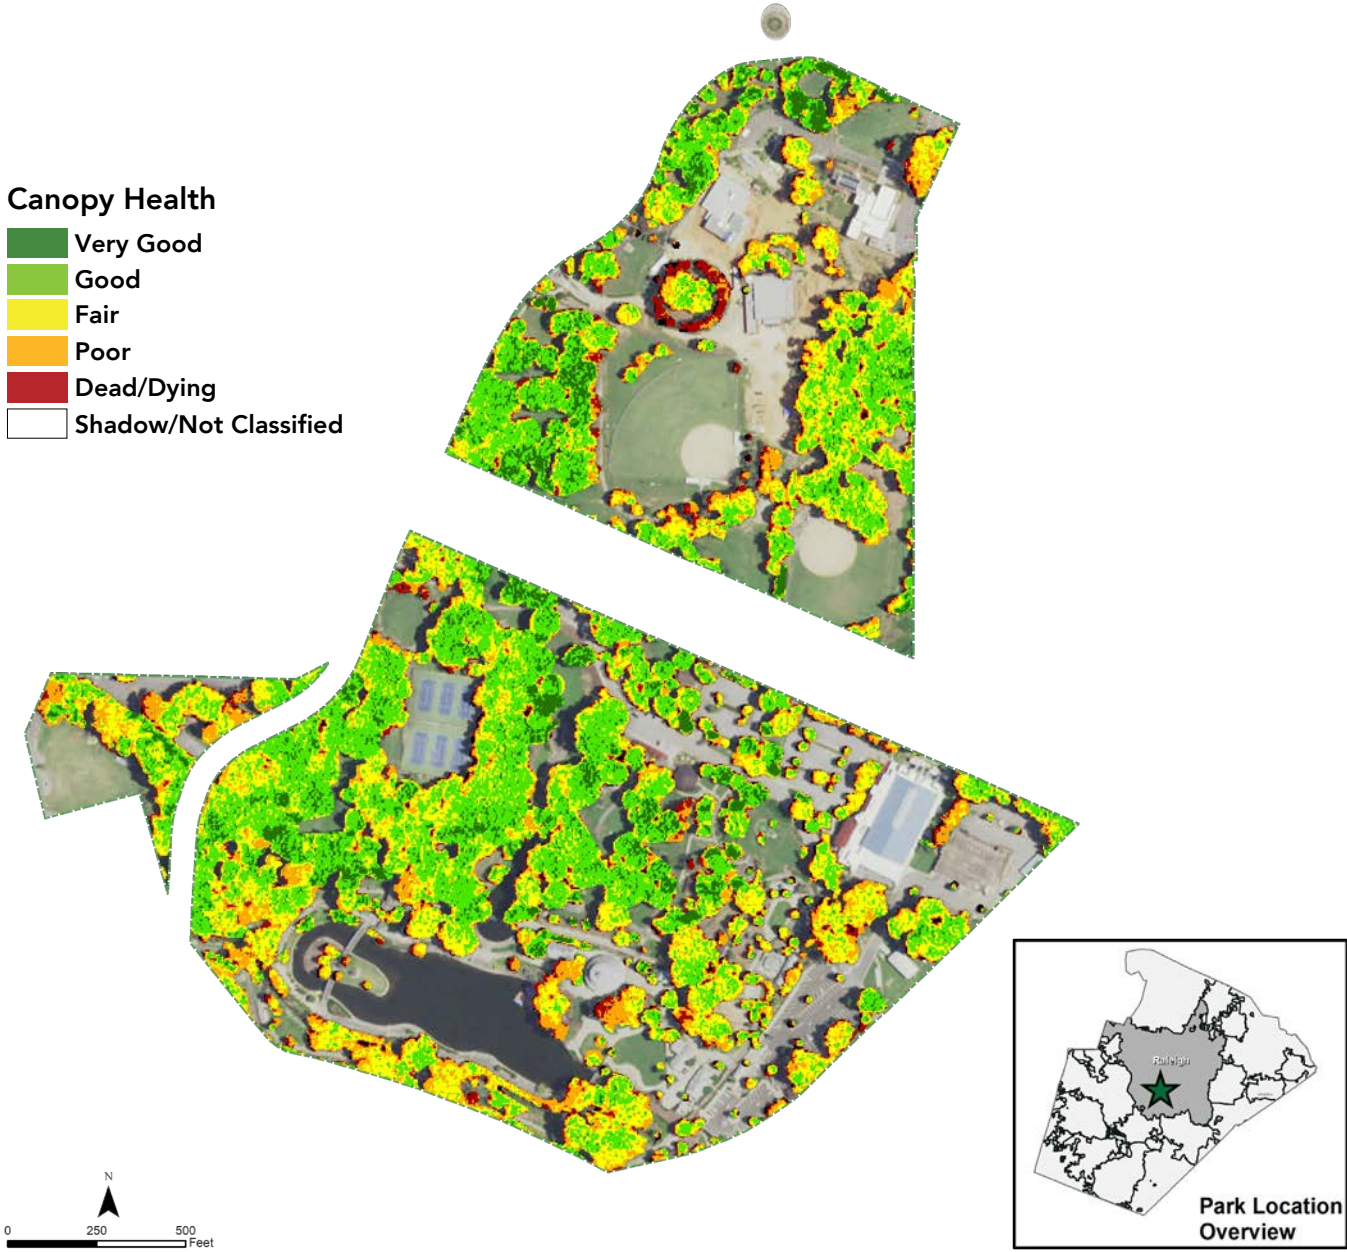 Canopy Health
Very Good
Good
Fair
Poor
Dead/Dying
Shadow/Not Classified
N
0 250 500
Feet
Raleigh
Park Location
Overview